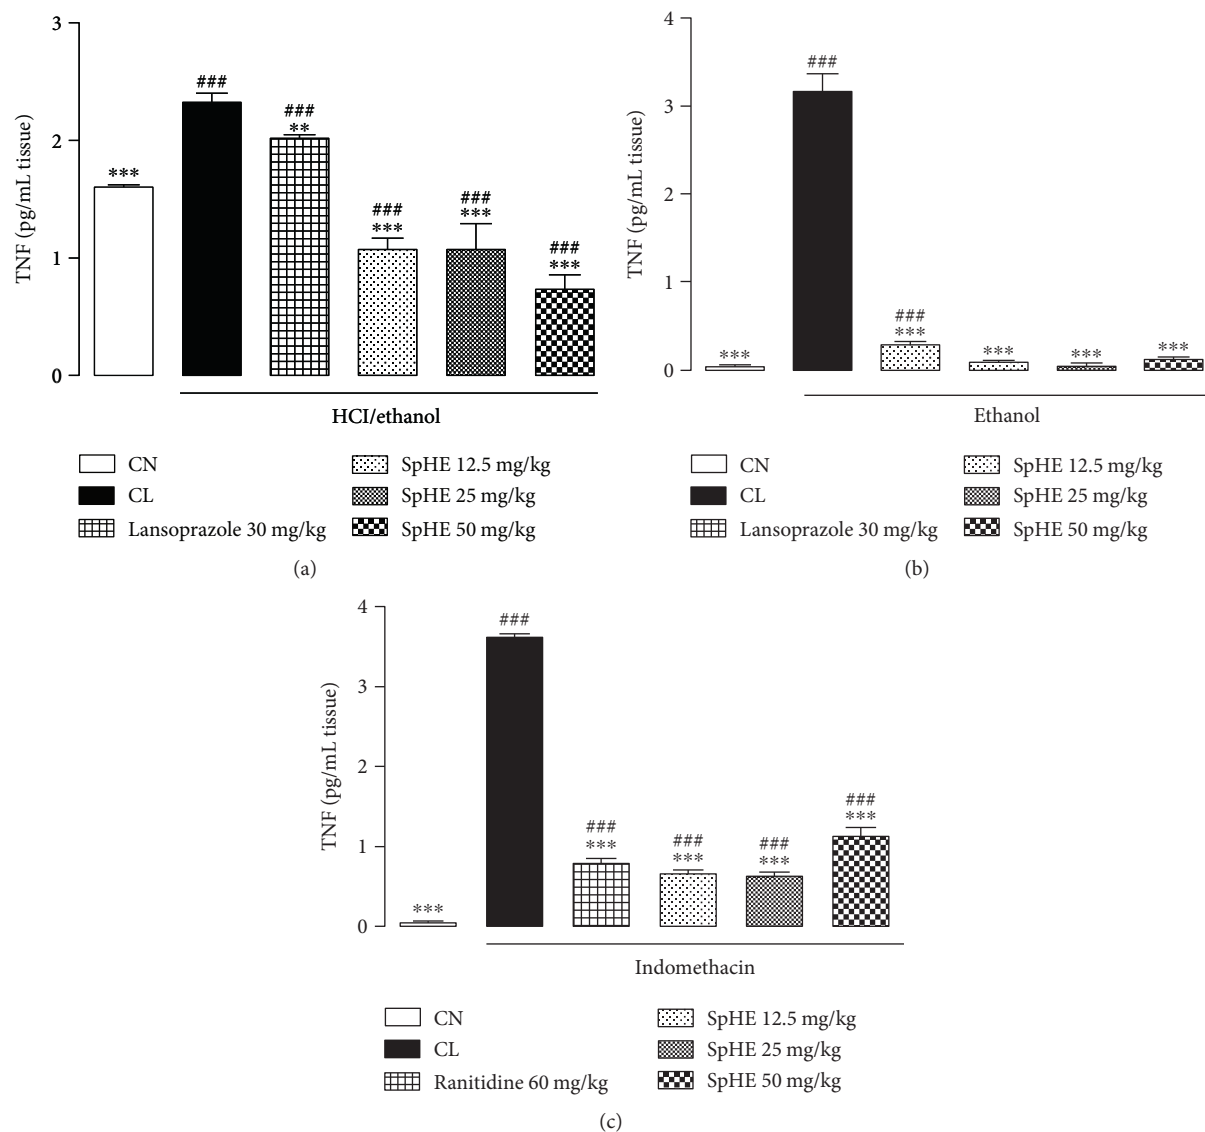 3
2
1
0
TNF (pg/mL tissue)
***
###
###
**
###
***
###
***
###
***
HCI/ethanol
CN
CL
Lansoprazole 30 mg/kg
SpHE 12.5 mg/kg
SpHE 25 mg/kg
SpHE 50 mg/kg
(a)
4
3
2
1
0
TNF (pg/mL tissue)
***
###
###
***
***
***
***
Ethanol
CN
CL
Lansoprazole 30 mg/kg
SpHE 12.5 mg/kg
SpHE 25 mg/kg
SpHE 50 mg/kg
(b)
4
3
2
1
0
TNF (pg/mL tissue)
***
###
###
***
###
***
###
***
###
***
Indomethacin
CN
CL
Ranitidine 60 mg/kg
SpHE 12.5 mg/kg
SpHE 25 mg/kg
SpHE 50 mg/kg
(c)